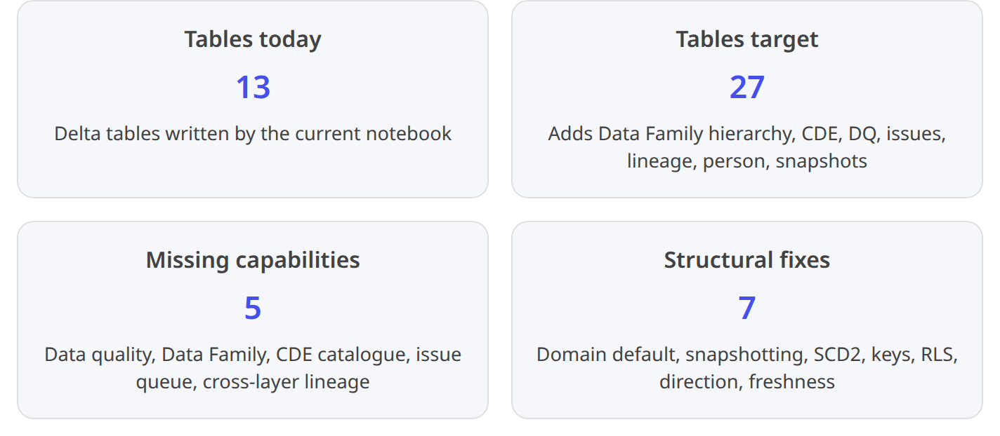 Tables today
13
Delta tables written by the current notebook
Tables target
27
Adds Data Family hierarchy, CDE, DQ, issues,
lineage, person, snapshots
Missing capabilities
5
Data quality, Data Family, CDE catalogue, issue
queue, cross-layer lineage
Structural fixes
7
Domain default, snapshotting, SCD2, keys, RLS,
direction, freshness